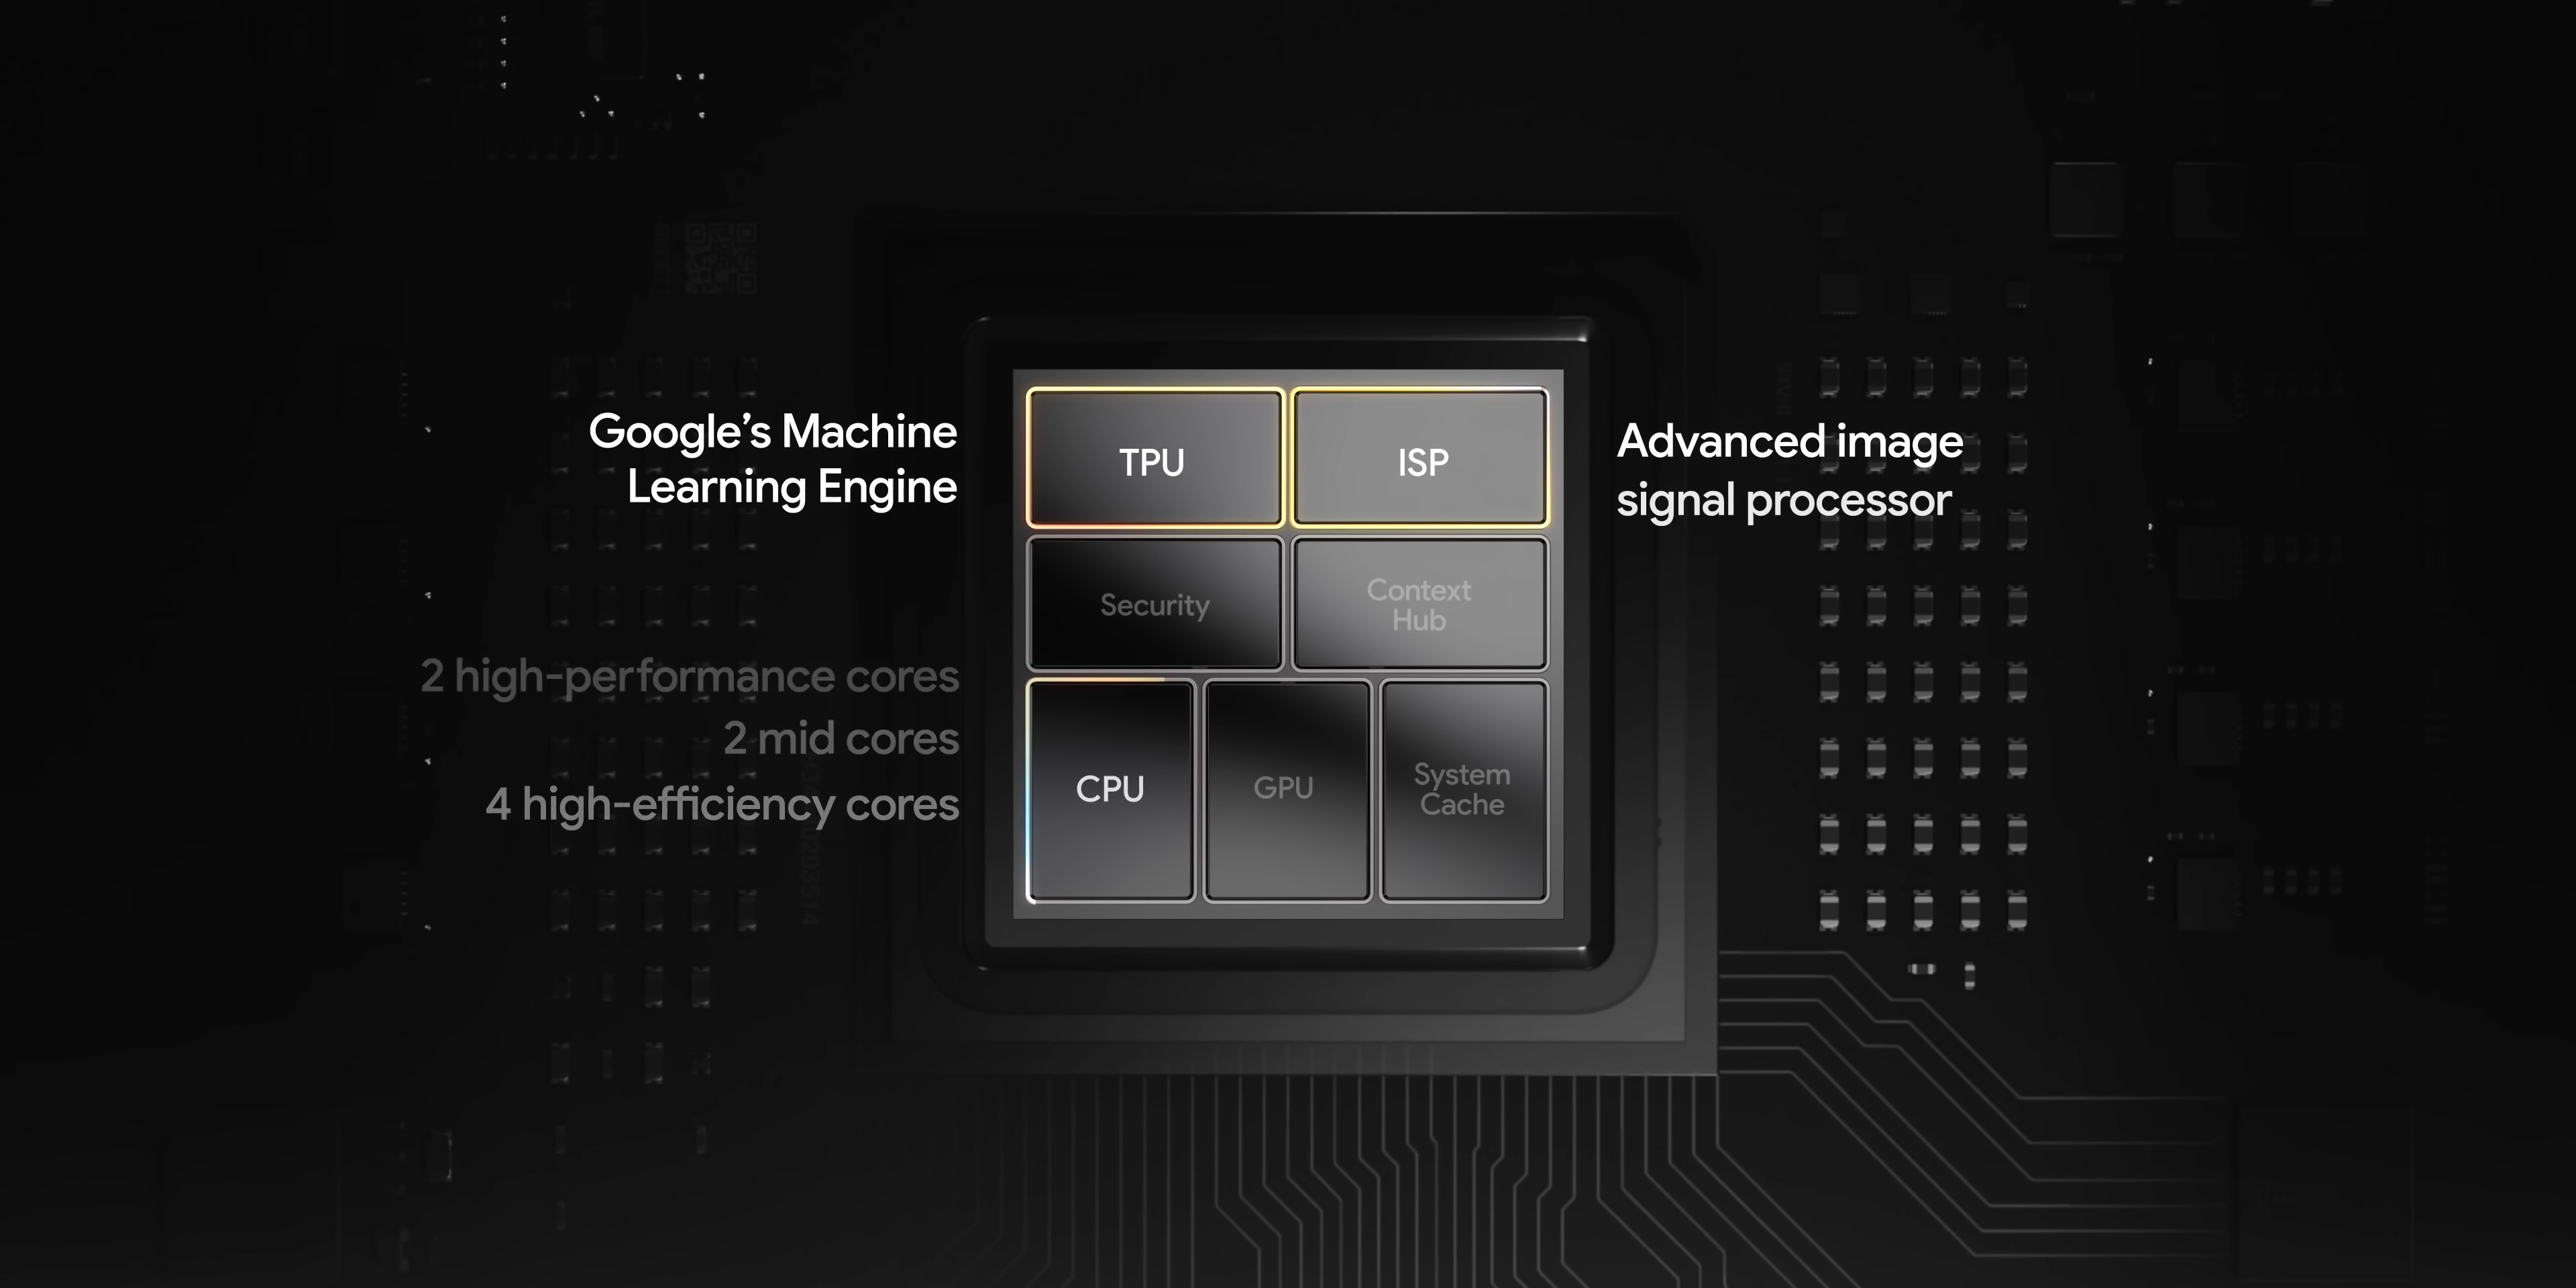 Google's Machine
Learning Engine
TPU
ISP
Advanced image
signal processor
Security
Context
Hub
2 high-performance cores
2 mid cores
4 high-efficiency cores
CPU
GPU
System
Cache